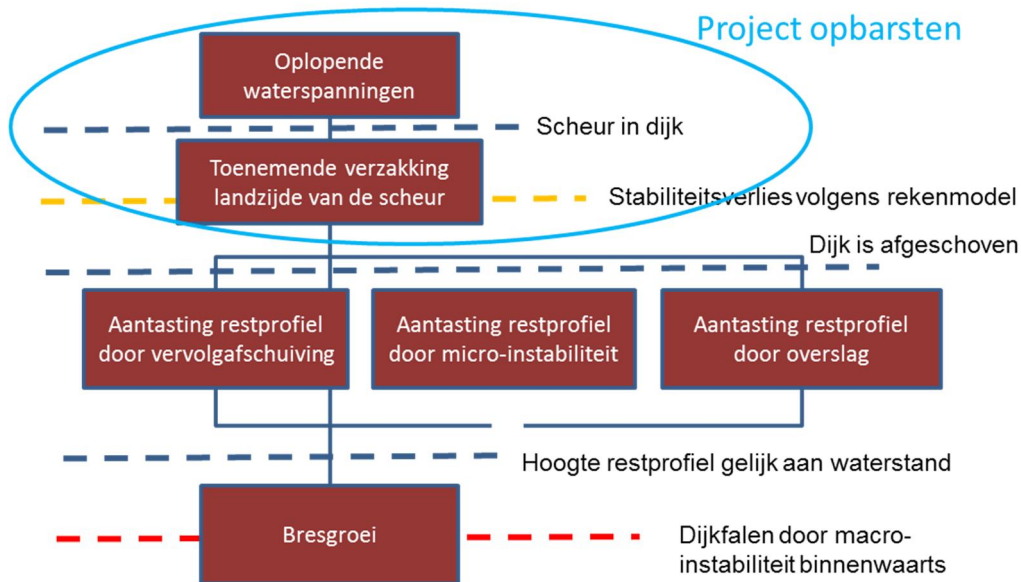 Project opbarsten
Oplopende
waterspanningen
Scheur in dijk
Toenemende verzakking
landzijde van de scheur
Stabiliteitsverlies volgens rekenmodel
Dijk is afgeschoven
Aantasting restprofiel
door vervolgafschuiving
Aantasting restprofiel
door micro-instabiliteit
Aantasting restprofiel
door overslag
Hoogte restprofiel gelijk aan waterstand
Bresgroei
Dijkfalen door macro-
instabiliteit binnenwaarts